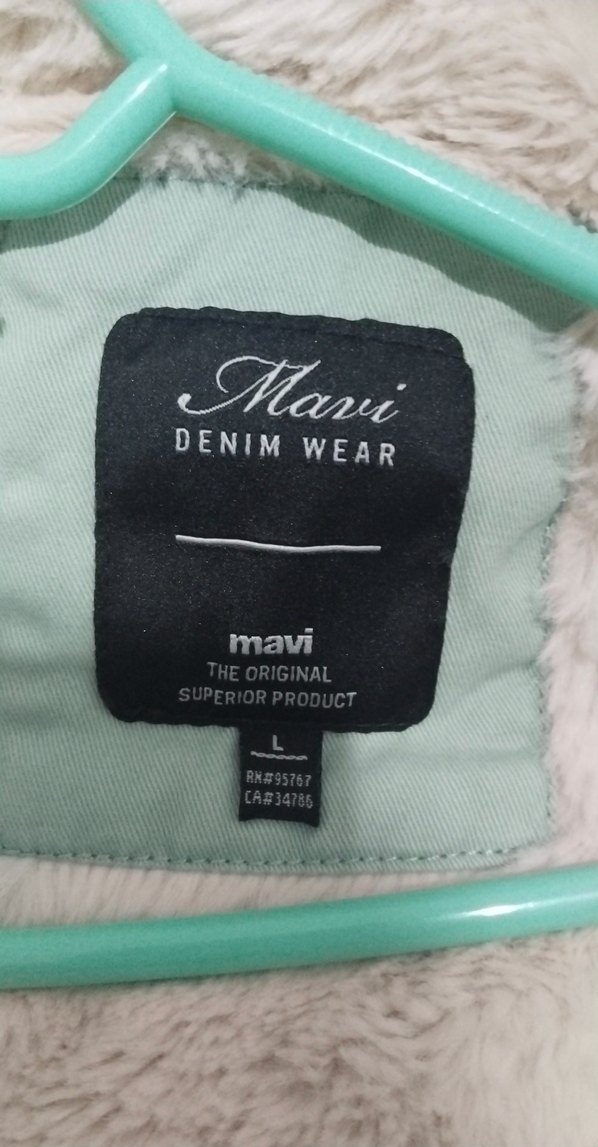 Mavi
DENIM WEAR
mavi
THE ORIGINAL
SUPERIOR PRODUCT
L
RN#95767
CA#34786